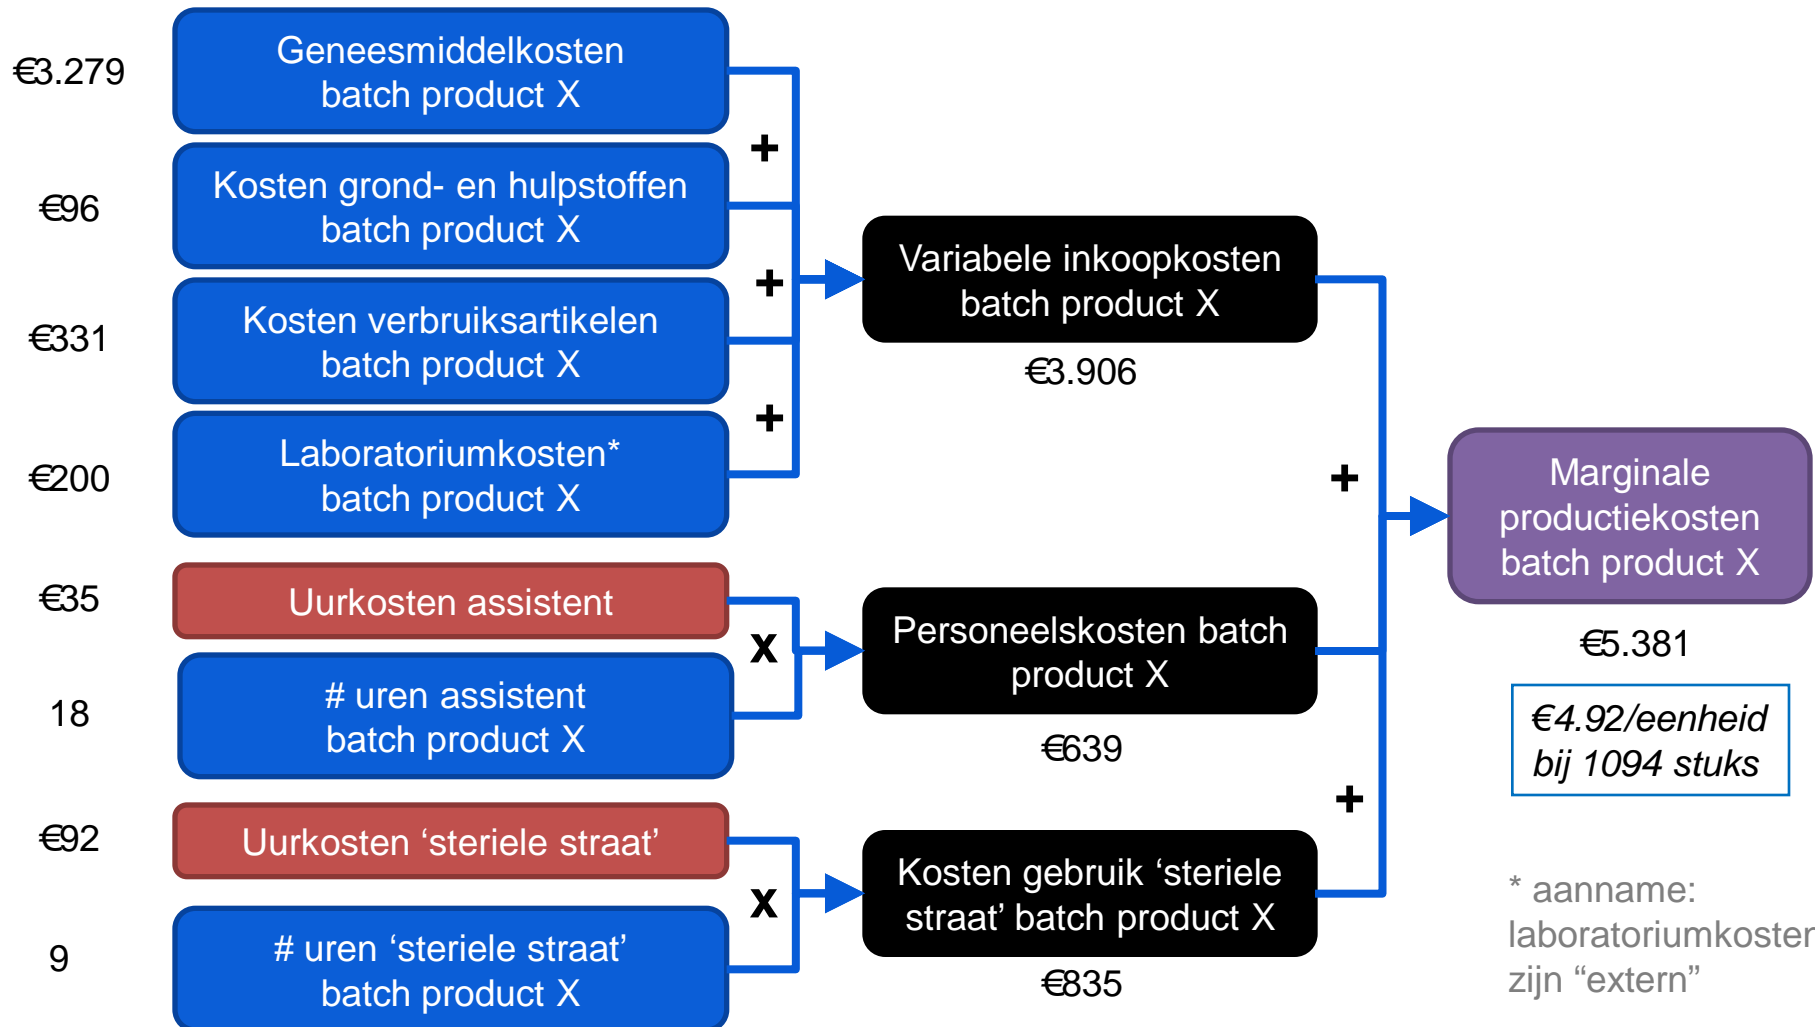 €3.279
Geneesmiddelkosten
batch product X
+
€96
Kosten grond- en hulpstoffen
batch product X
+
€331
Kosten verbruiksartikelen
batch product X
+
€200
Laboratoriumkosten*
batch product X
Variabele inkoopkosten
batch product X
€3.906
€35
Uurkosten assistent
x
18
# uren assistent
batch product X
Personeelskosten batch
product X
€639
€92
Uurkosten ‘steriele straat’
x
9
# uren ‘steriele straat’
batch product X
Kosten gebruik ‘steriele
straat’ batch product X
€835
+
+
Marginale
productiekosten
batch product X
€5.381
€4.92/eenheid
bij 1094 stuks
* aanname:
laboratoriumkosten
zijn “extern”